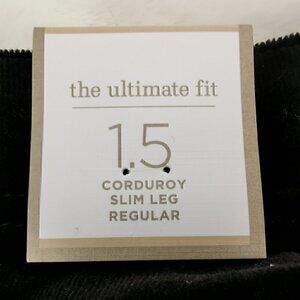 the ultimate fit
1.5
CORDUROY
SLIM LEG
REGULAR